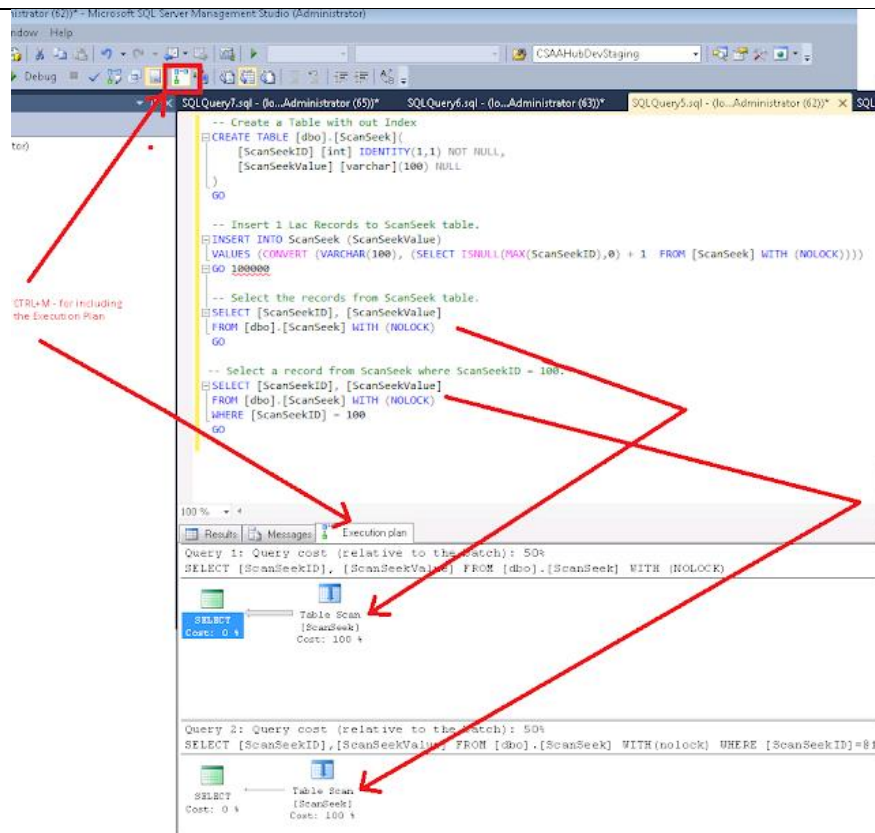 istrator (62))* - Microsoft SQL Server Management Studio (Administrator)
ndow Help
CSAAHubDevStaging
Debug
SQLQuery7.sql - (lo...Administrator (65))* SQLQuery6.sql - (lo...Administrator (63))* SQLQuery5.sql - (lo...Administrator (62))* × SQL
tor)
-- Create a Table with out Index
CREATE TABLE [dbo].[ScanSeek](
[ScanSeekID] [int] IDENTITY(1,1) NOT NULL,
[ScanSeekValue] [varchar](100) NULL
)
GO
-- Insert 1 Lac Records to ScanSeek table.
INSERT INTO ScanSeek (ScanSeekValue)
VALUES (CONVERT (VARCHAR(100), (SELECT ISNULL(MAX(ScanSeekID),0) + 1 FROM [ScanSeek] WITH (NOLOCK))))
GO 100000
-- Select the records from ScanSeek table.
SELECT [ScanSeekID], [ScanSeekValue]
FROM [dbo].[ScanSeek] WITH (NOLOCK)
GO
-- Select a record from ScanSeek where ScanSeekID = 100.
SELECT [ScanSeekID], [ScanSeekValue]
FROM [dbo].[ScanSeek] WITH (NOLOCK)
WHERE [ScanSeekID] = 100
GO
CTRL+M - for including
the Execution Plan
100 %
Results Messages Execution plan
Query 1: Query cost (relative to the batch): 50%
SELECT [ScanSeekID], [ScanSeekValue] FROM [dbo].[ScanSeek] WITH (NOLOCK)
SELECT
Cost: 0 %
Table Scan
[ScanSeek]
Cost: 100 %
Query 2: Query cost (relative to the batch): 50%
SELECT [ScanSeekID],[ScanSeekValue] FROM [dbo].[ScanSeek] WITH(nolock) WHERE [ScanSeekID]=@1
SELECT
Cost: 0 %
Table Scan
[ScanSeek]
Cost: 100 %